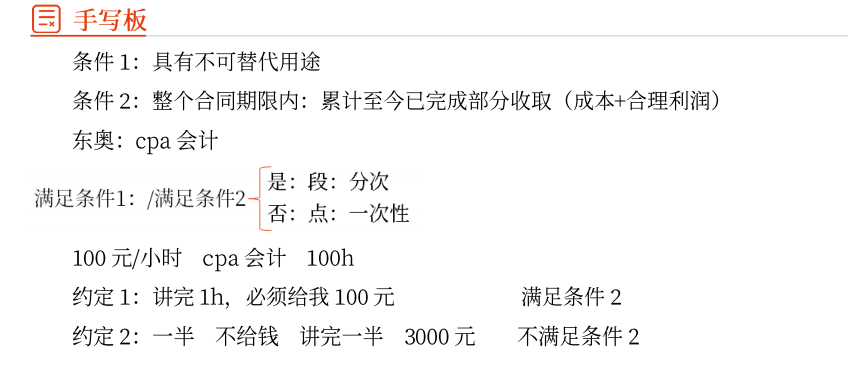 手写板
条件 1：具有不可替代用途
条件 2：整个合同期限内：累计至今已完成部分收取（成本+合理利润）
东奥：cpa 会计
满足条件1：/满足条件2
是：段：分次
否：点：一次性
100 元/小时 cpa 会计 100h
约定 1：讲完 1h，必须给我 100 元 满足条件 2
约定 2：一半 不给钱 讲完一半 3000 元 不满足条件 2